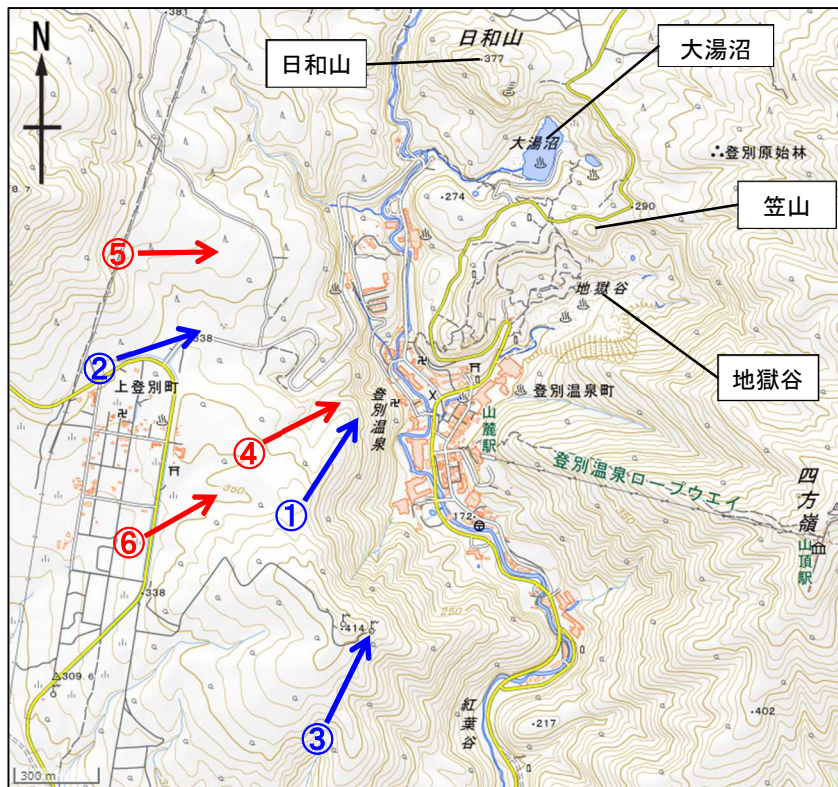 381
N
日和山
377
日和山
大湯沼
大湯沼
登別原始林
8.7
274
290
笠山
⑤
地獄谷
②
338
上登別町
地獄谷
登別温泉
登別温泉町
山麓駅
④
登別温泉ロープウエイ
350
①
四方嶺
⑥
172
山頂駅
338
250
414
309.6
③
紅葉谷
402
217
300 m